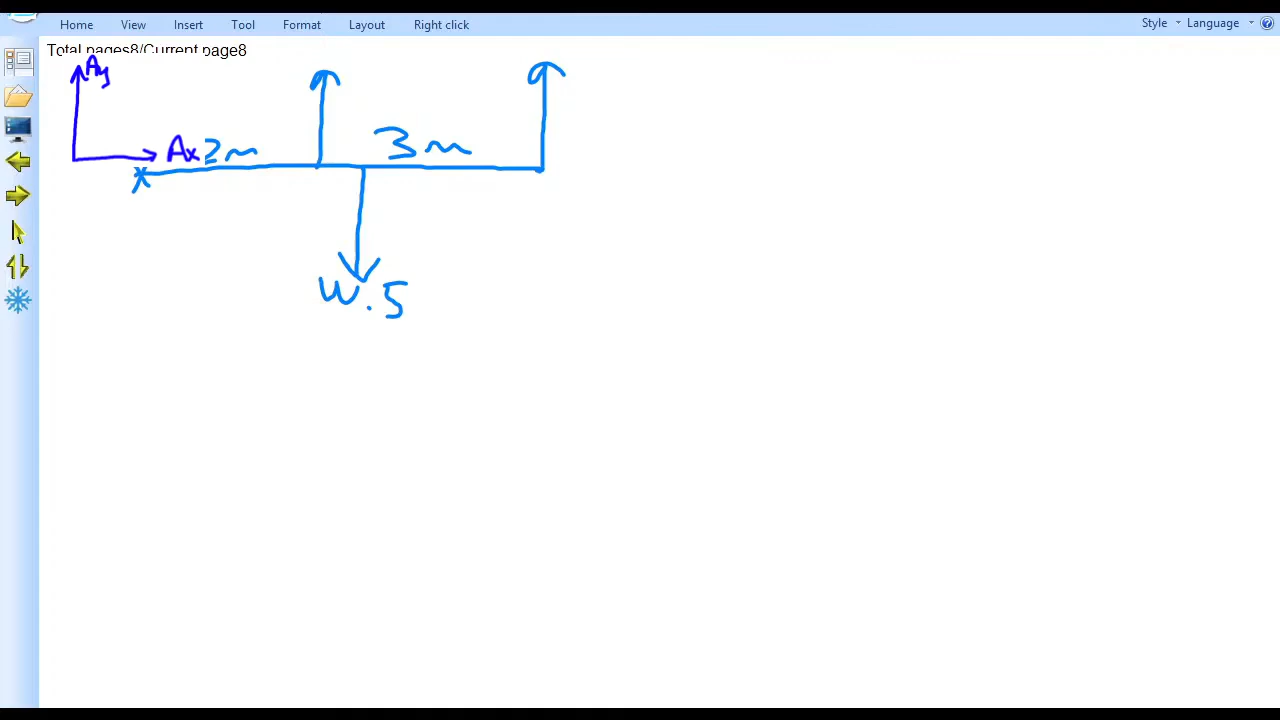 Home View Insert Tool Format Layout Right click Style Language
Total pages8/Current page8
Ay
Ax 2m 3m
W.5